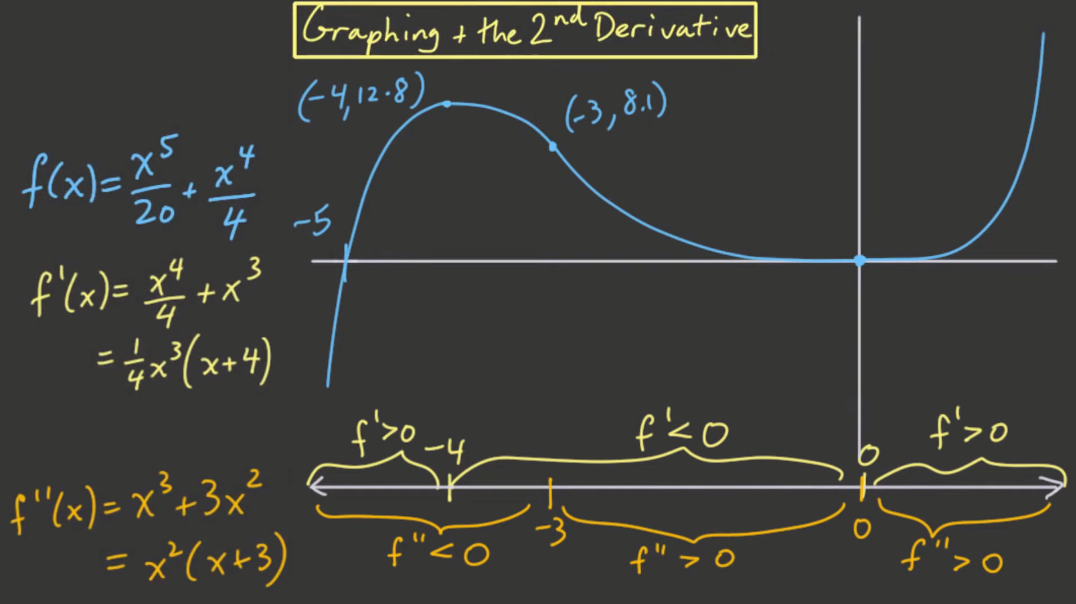 Graphing + the 2nd Derivative
(-4, 12.8)
(-3, 8.1)
f(x) = x^5/20 + x^4/4
-5
f'(x) = x^4/4 + x^3
= 1/4 x^3 (x+4)
f'>0
-4
f'<0
0
f'>0
f''(x) = x^3 + 3x^2
= x^2 (x+3)
f''<0
-3
f''>0
0
f''>0